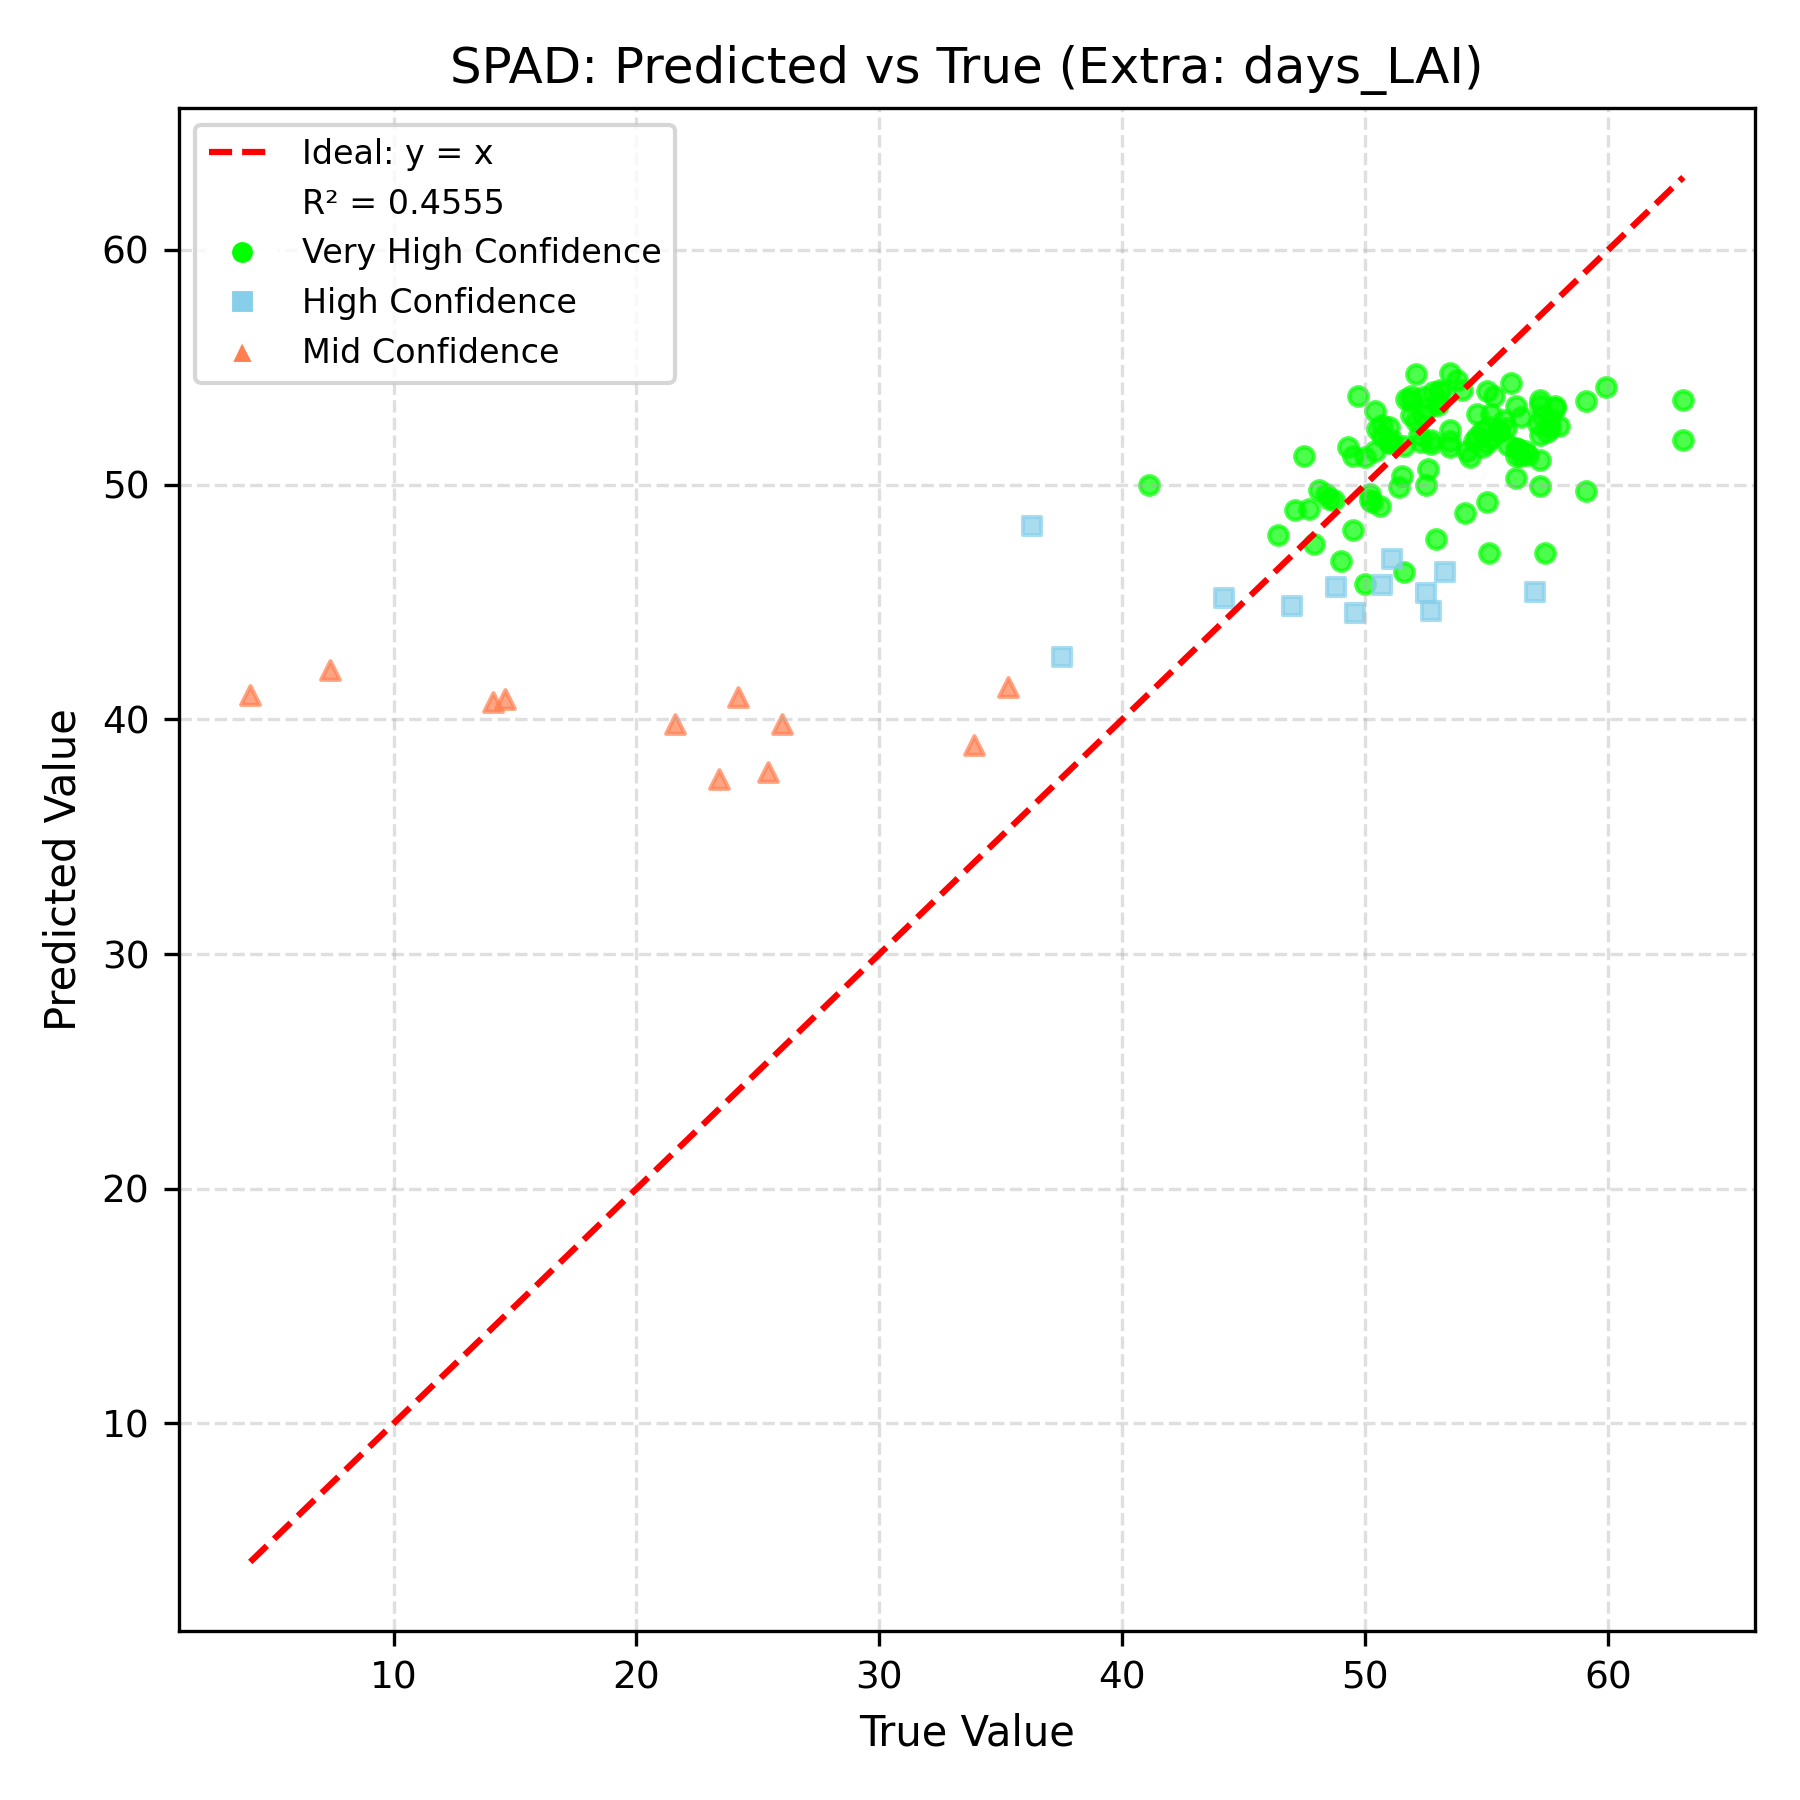 SPAD: Predicted vs True (Extra: days_LAI)
Ideal: y = x
R² = 0.4555
Very High Confidence
High Confidence
Mid Confidence
Predicted Value
60
50
40
30
20
10
10 20 30 40 50 60
True Value